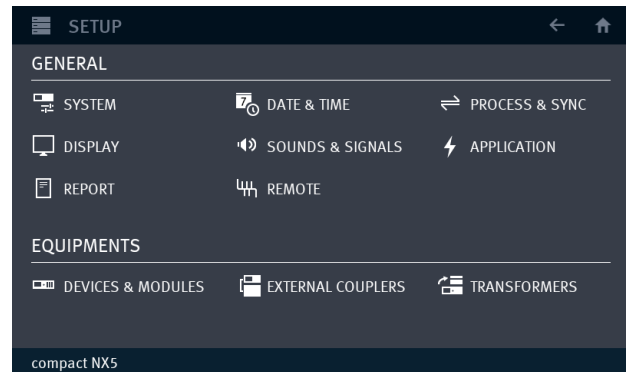 SETUP
GENERAL
SYSTEM
7 DATE & TIME
PROCESS & SYNC
DISPLAY
SOUNDS & SIGNALS
APPLICATION
REPORT
REMOTE
EQUIPMENTS
DEVICES & MODULES
EXTERNAL COUPLERS
TRANSFORMERS
compact NX5